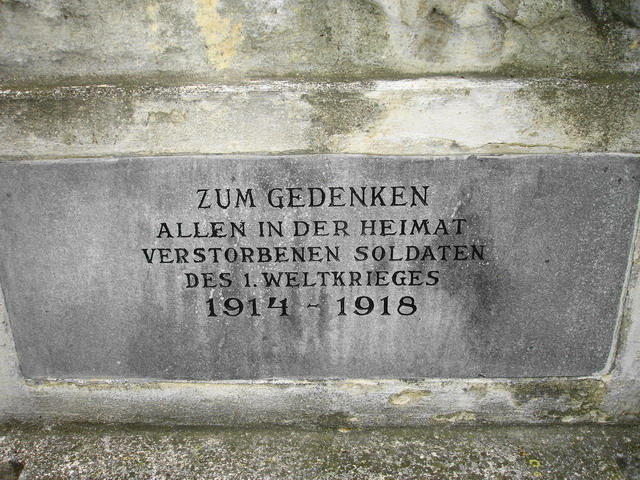 ZUM GEDENKEN
ALLEN IN DER HEIMAT
VERSTORBENEN SOLDATEN
DES 1. WELTKRIEGES
1914 - 1918